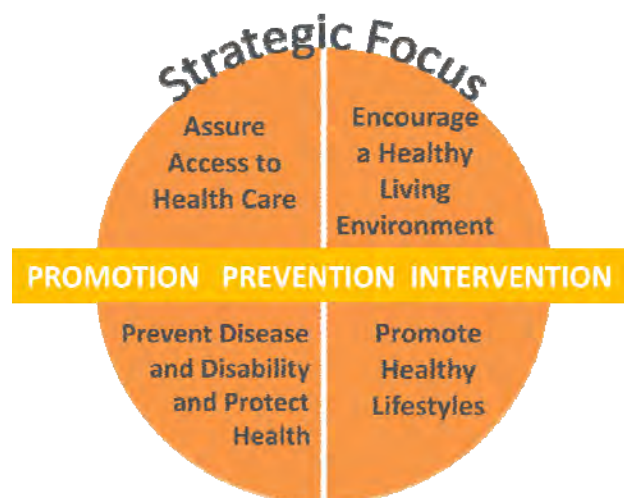 Strategic Focus
Assure
Access to
Health Care
Encourage
a Healthy
Living
Environment
PROMOTION PREVENTION INTERVENTION
Prevent Disease
and Disability
and Protect
Health
Promote
Healthy
Lifestyles